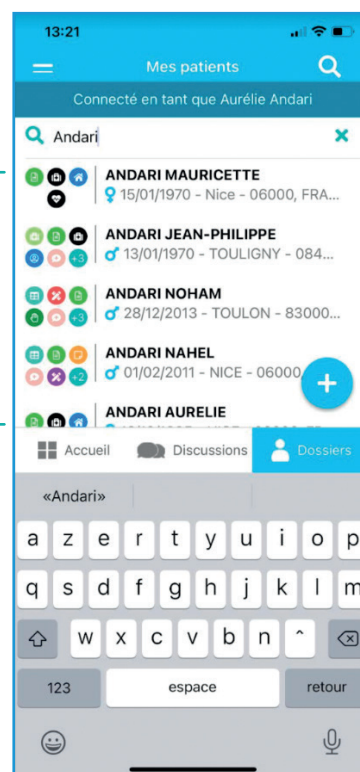 13:21
Mes patients
Connecté en tant que Aurélie Andari
Andari
ANDARI MAURICETTE
15/01/1970 - Nice - 06000, FRA...
ANDARI JEAN-PHILIPPE
13/01/1970 - TOULIGNY - 084...
+3
ANDARI NOHAM
28/12/2013 - TOULON - 83000...
+3
ANDARI NAHEL
01/02/2011 - NICE - 06000,
+2
+
ANDARI AURELIE
Accueil Discussions Dossiers
«Andari»
a z e r t y u i o p
q s d f g h j k l m
w x c v b n ^
123 espace retour